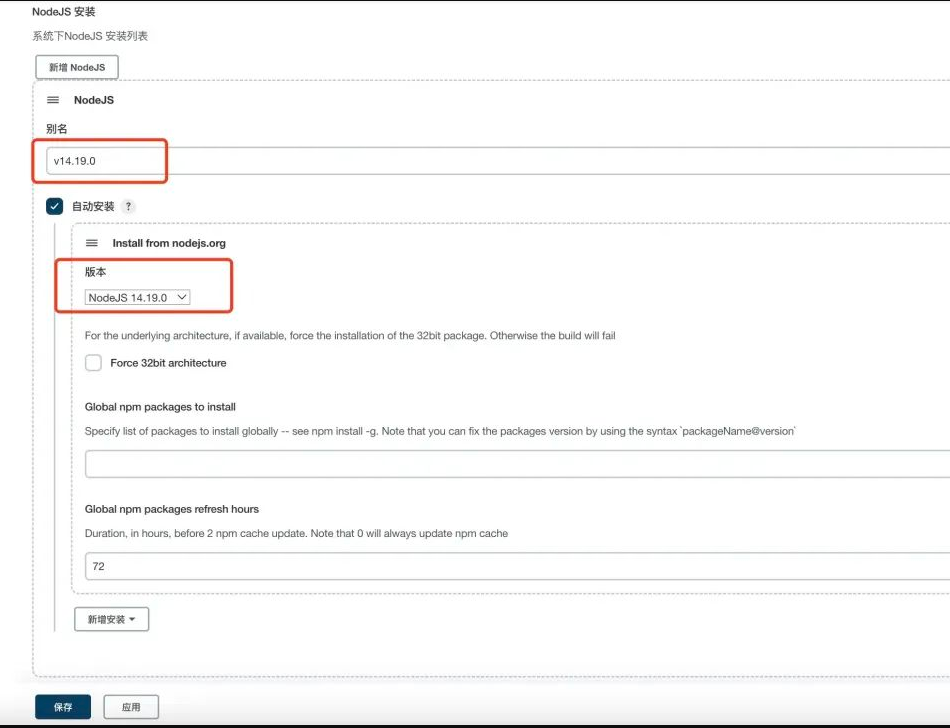 NodeJS 安装
系统下NodeJS 安装列表
新增 NodeJS
NodeJS
别名
v14.19.0
自动安装 ?
Install from nodejs.org
版本
NodeJS 14.19.0
For the underlying architecture, if available, force the installation of the 32bit package. Otherwise the build will fail
Force 32bit architecture
Global npm packages to install
Specify list of packages to install globally -- see npm install -g. Note that you can fix the packages version by using the syntax `packageName@version`
Global npm packages refresh hours
Duration, in hours, before 2 npm cache update. Note that 0 will always update npm cache
72
新增安装
保存 应用